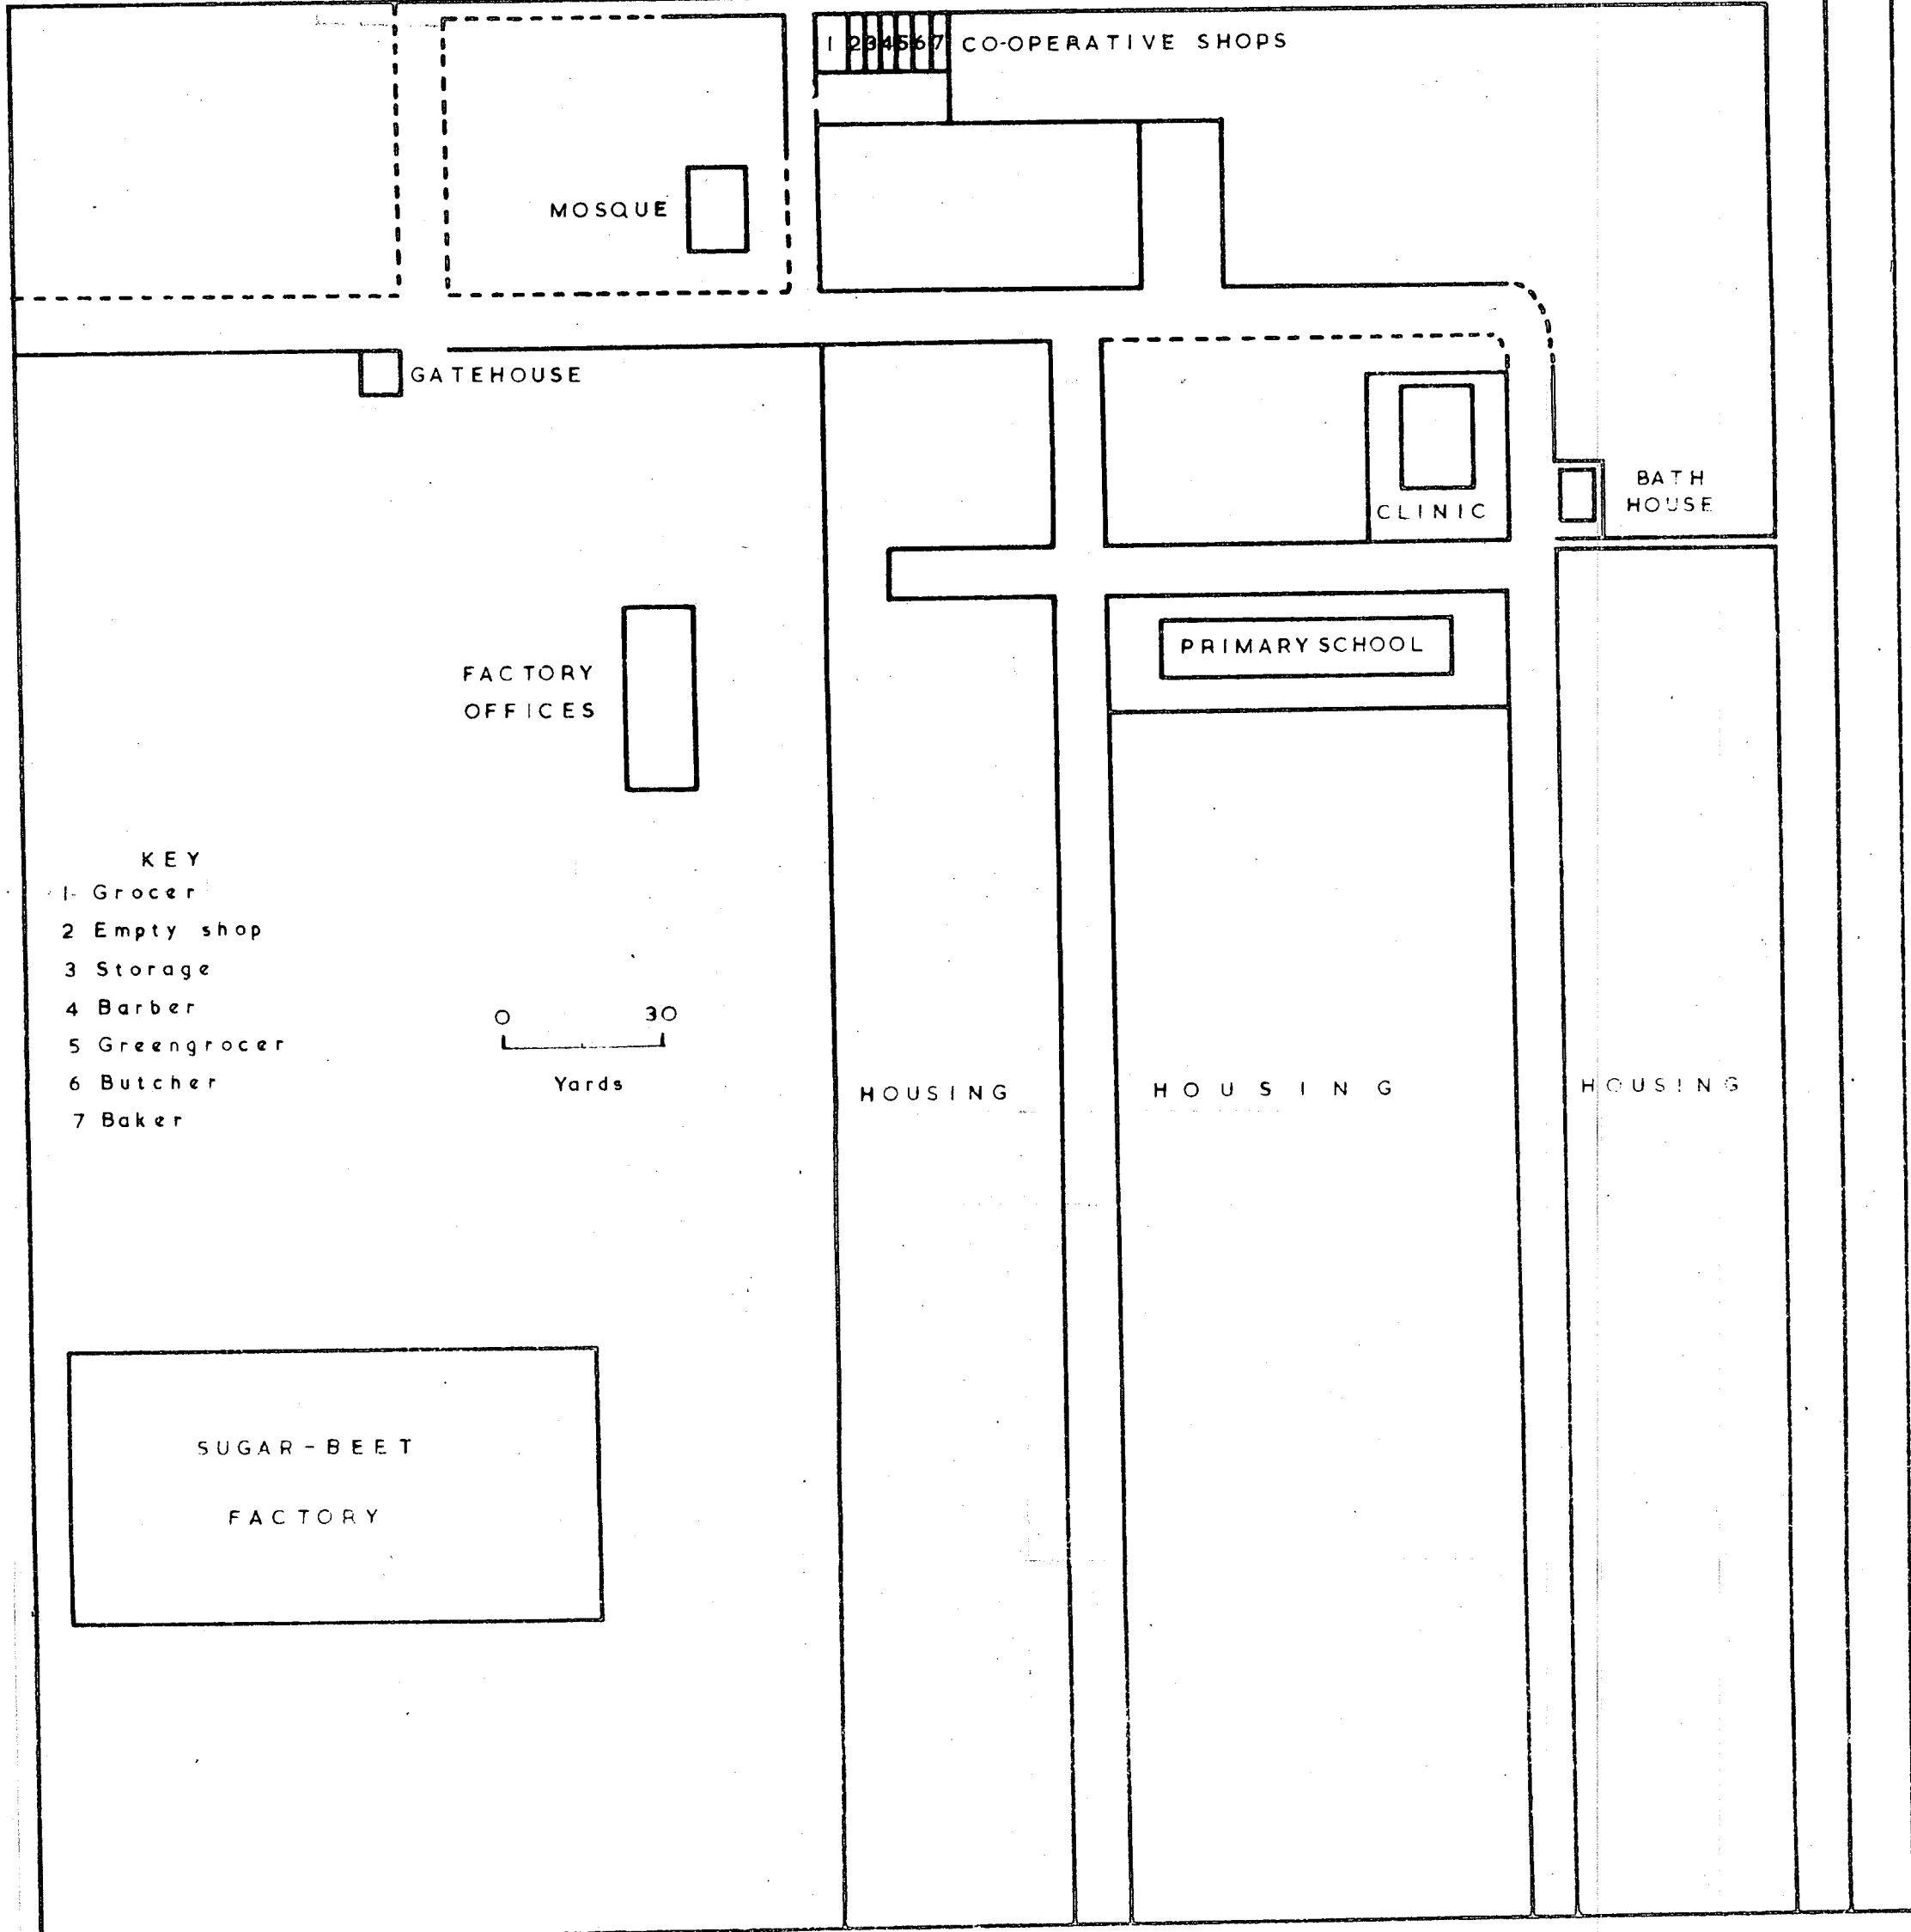 1 2 3 4 5 6 7 CO-OPERATIVE SHOPS
MOSQUE
GATEHOUSE
BATH
HOUSE
CLINIC
PRIMARY SCHOOL
FACTORY
OFFICES
KEY
1- Grocer
2 Empty shop
3 Storage
4 Barber
5 Greengrocer
6 Butcher
7 Baker
0 30
Yards
HOUSING
HOUSING
HOUSING
SUGAR-BEET
FACTORY